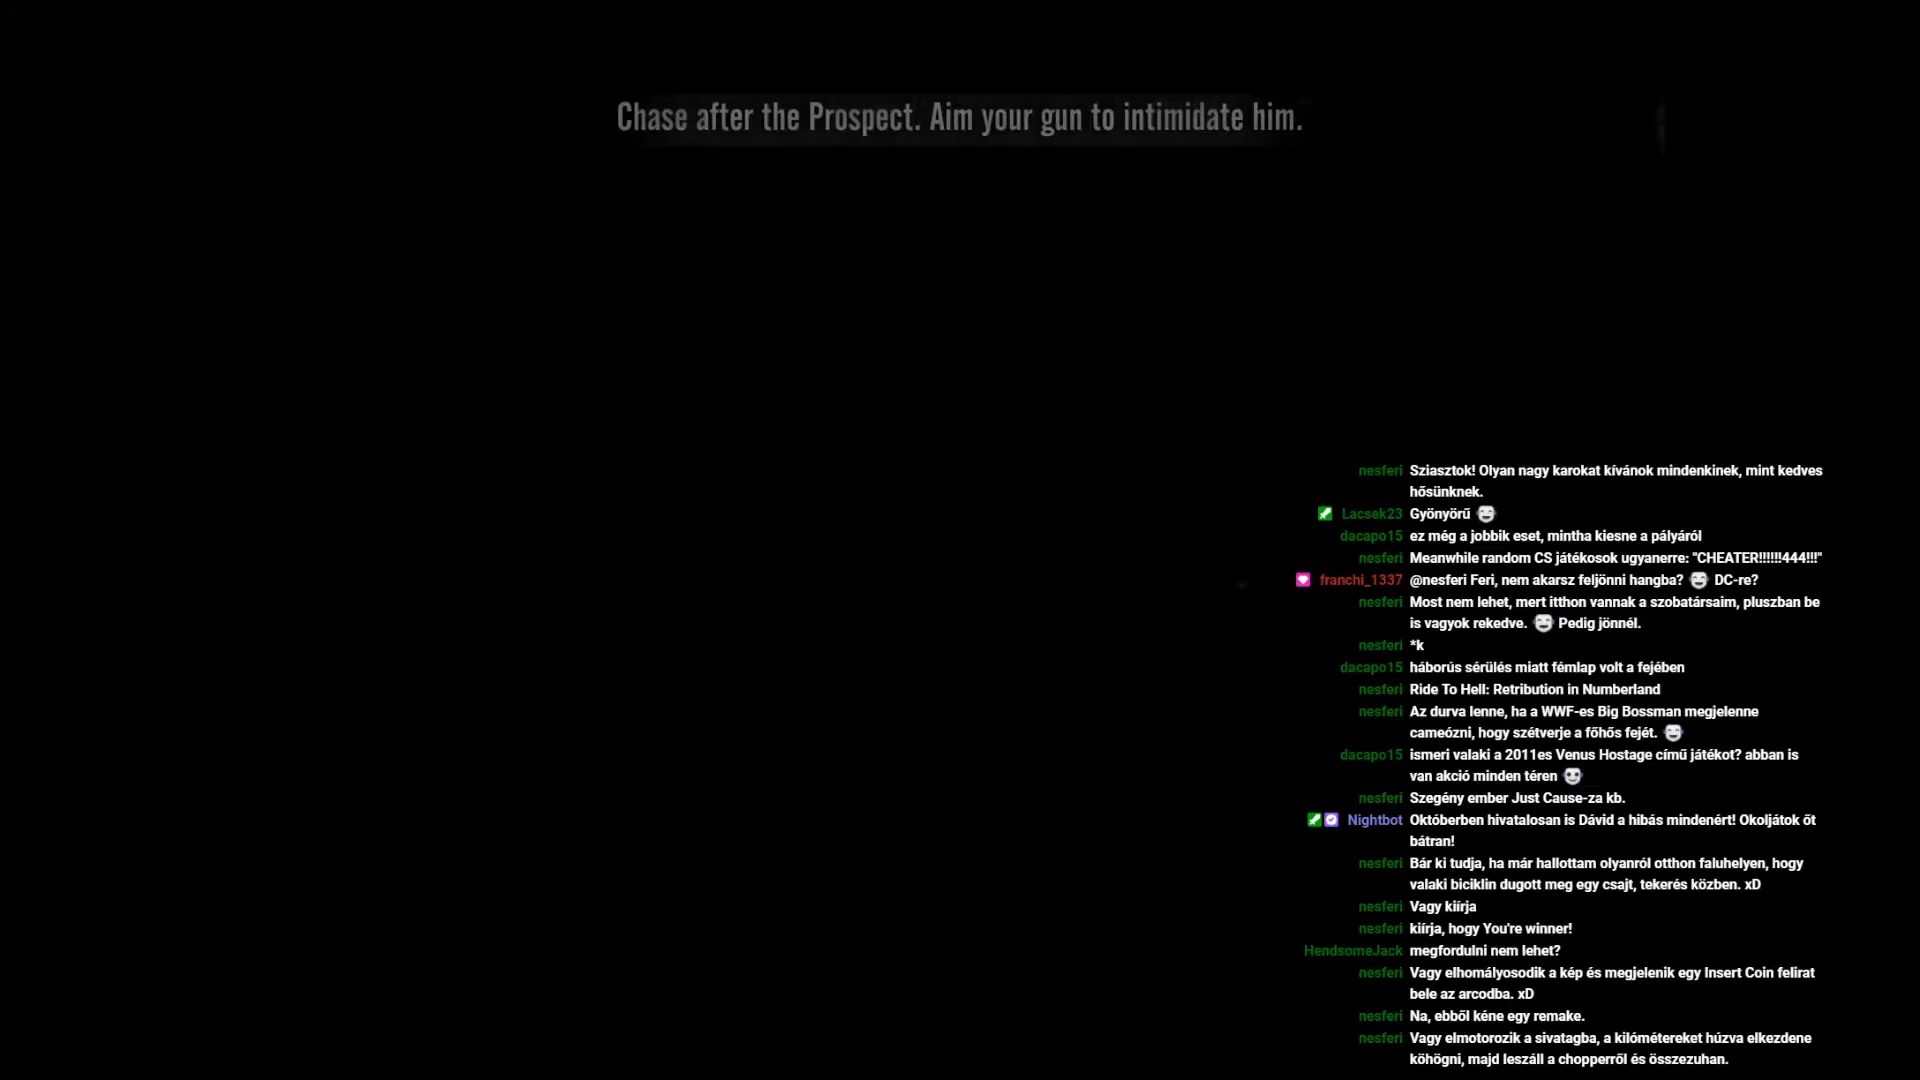 Chase after the Prospect. Aim your gun to intimidate him.
nesferi Sziasztok! Olyan nagy karokat kívánok mindenkinek, mint kedves
hősünknek.
Lacsek23 Gyönyörű
dacapo15 ez még a jobbik eset, mintha kiesne a pályáról
nesferi Meanwhile random CS játékosok ugyanerre: "CHEATER!!!!!!444!!!"
franchi_1337 @nesferi Feri, nem akarsz feljönni hangba? DC-re?
nesferi Most nem lehet, mert itthon vannak a szobatársaim, pluszban be
is vagyok rekedve. Pedig jönnél.
nesferi *k
dacapo15 háborús sérülés miatt fémlap volt a fejében
nesferi Ride To Hell: Retribution in Numberland
nesferi Az durva lenne, ha a WWF-es Big Bossman megjelenne
cameózni, hogy szétverje a főhős fejét.
dacapo15 ismeri valaki a 2011es Venus Hostage című játékot? abban is
van akció minden téren
nesferi Szegény ember Just Cause-za kb.
Nightbot Októberben hivatalosan is Dávid a hibás mindenért! Okoljátok őt
bátran!
nesferi Bár ki tudja, ha már hallottam olyanról otthon faluhelyen, hogy
valaki biciklin dugott meg egy csajt, tekerés közben. xD
nesferi Vagy kiírja
nesferi kiírja, hogy You're winner!
HendsomeJack megfordulni nem lehet?
nesferi Vagy elhomályosodik a kép és megjelenik egy Insert Coin felirat
bele az arcodba. xD
nesferi Na, ebből kéne egy remake.
nesferi Vagy elmotorozik a sivatagba, a kilómétereket húzva elkezdene
köhögni, majd leszáll a chopperről és összezuhan.